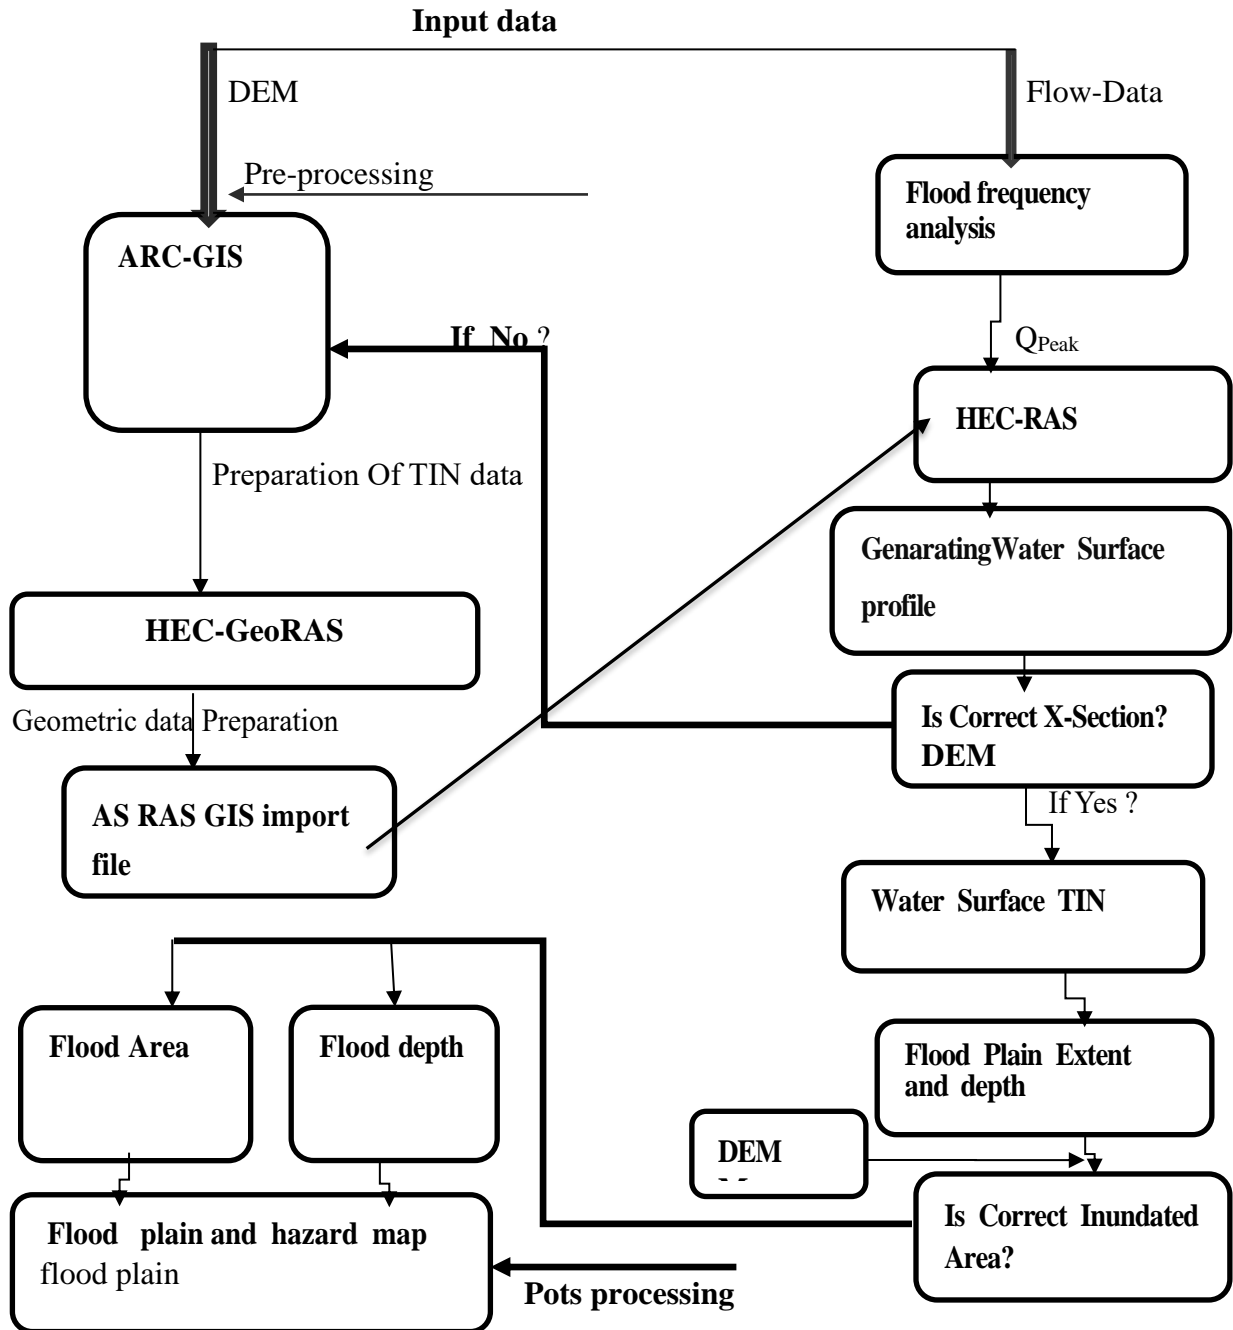 Input data
DEM
Flow-Data
Pre-processing
Flood frequency
analysis
ARC-GIS
If No ?
QPeak
HEC-RAS
Preparation Of TIN data
GenaratingWater Surface
profile
HEC-GeoRAS
Geometric data Preparation
Is Correct X-Section?
DEM
If Yes ?
AS RAS GIS import
file
Water Surface TIN
Flood Area
Flood depth
Flood Plain Extent
and depth
DEM
Is Correct Inundated
Area?
Flood plain and hazard map
flood plain
Pots processing